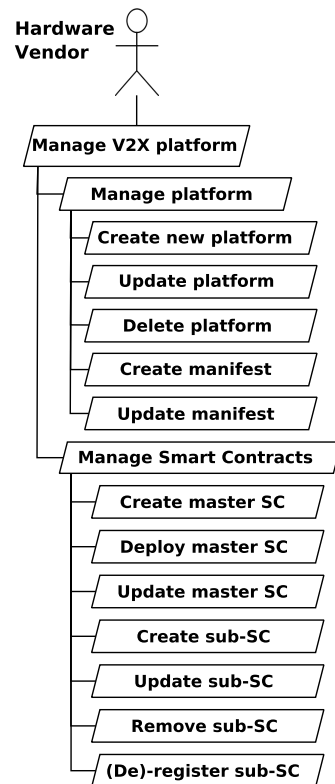 Hardware
Vendor
Manage V2X platform
Manage platform
Create new platform
Update platform
Delete platform
Create manifest
Update manifest
Manage Smart Contracts
Create master SC
Deploy master SC
Update master SC
Create sub-SC
Update sub-SC
Remove sub-SC
(De)-register sub-SC